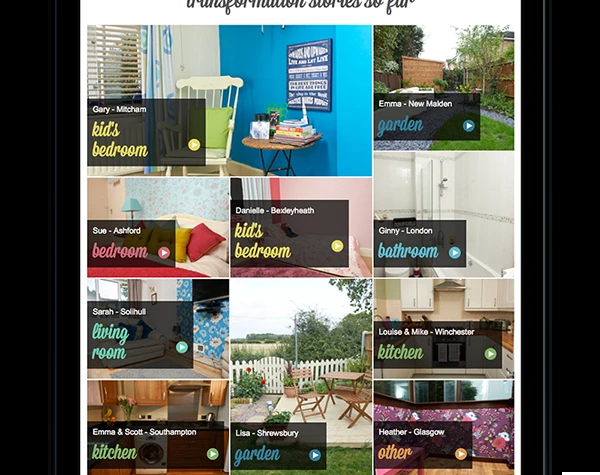 transformation stories so far
Gary - Mitcham
kid's
bedroom
Emma - New Malden
garden
Sue - Ashford
bedroom
Danielle - Bexleyheath
kid's
bedroom
Ginny - London
bathroom
Sarah - Solihull
living
room
Louise & Mike - Winchester
kitchen
Emma & Scott - Southampton
kitchen
Lisa - Shrewsbury
garden
Heather - Glasgow
other